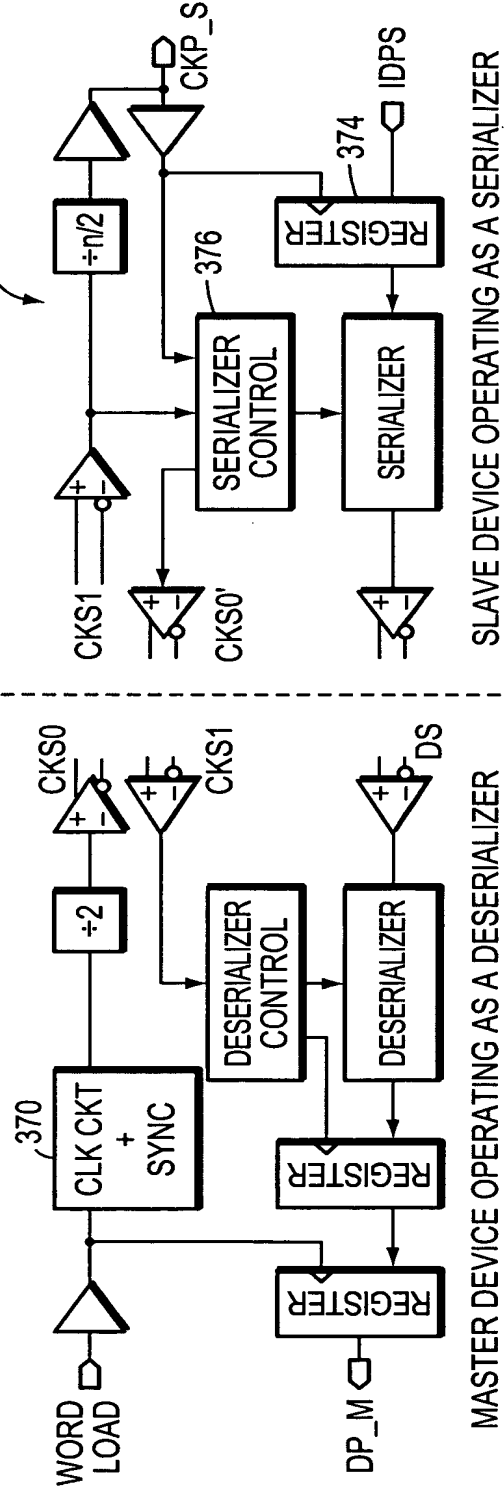 WORD
LOAD
370
CLK CKT
+
SYNC
÷2
CKS0
+
−
+
−
CKS1
DESERIALIZER
CONTROL
DP_M
REGISTER
REGISTER
DESERIALIZER
+
−
DS
MASTER DEVICE OPERATING AS A DESERIALIZER
CKS1
+
−
÷n/2
CKP_S
+
−
CKS0'
376
SERIALIZER
CONTROL
374
+
−
SERIALIZER
REGISTER
IDPS
SLAVE DEVICE OPERATING AS A SERIALIZER